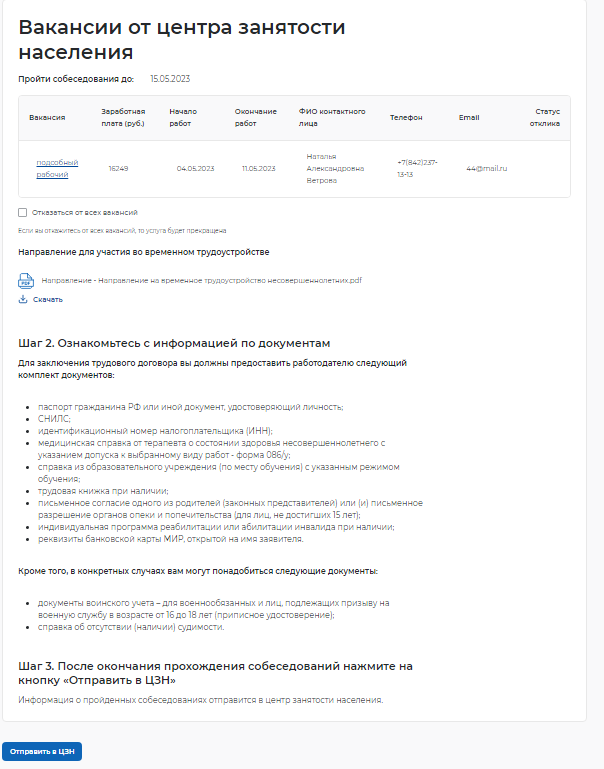 Вакансии от центра занятости
населения
Пройти собеседования до: 15.05.2023
Вакансия
Заработная плата (руб.)
Начало работ
Окончание работ
ФИО контактного лица
Телефон
Email
Статус отклика
подсобный рабочий
16249
04.05.2023
11.05.2023
Наталья Александровна Ветрова
+7(842)237-13-13
44@mail.ru
Отказаться от всех вакансий
Если вы откажитесь от всех вакансий, то услуга будет прекращена
Направление для участия во временном трудоустройстве
PDF
Направление - Направление на временное трудоустройство несовершеннолетних.pdf
Скачать
Шаг 2. Ознакомьтесь с информацией по документам
Для заключения трудового договора вы должны предоставить работодателю следующий
комплект документов:
• паспорт гражданина РФ или иной документ, удостоверяющий личность;
• СНИЛС;
• идентификационный номер налогоплательщика (ИНН);
• медицинская справка от терапевта о состоянии здоровья несовершеннолетнего с
указанием допуска к выбранному виду работ - форма 086/у;
• справка из образовательного учреждения (по месту обучения) с указанным режимом
обучения;
• трудовая книжка при наличии;
• письменное согласие одного из родителей (законных представителей) или (и) письменное
разрешение органов опеки и попечительства (для лиц, не достигших 15 лет);
• индивидуальная программа реабилитации или абилитации инвалида при наличии;
• реквизиты банковской карты МИР, открытой на имя заявителя.
Кроме того, в конкретных случаях вам могут понадобиться следующие документы:
• документы воинского учета – для военнообязанных и лиц, подлежащих призыву на
военную службу в возрасте от 16 до 18 лет (приписное удостоверение);
• справка об отсутствии (наличии) судимости.
Шаг 3. После окончания прохождения собеседований нажмите на
кнопку «Отправить в ЦЗН»
Информация о пройденных собеседованиях отправится в центр занятости населения.
Отправить в ЦЗН